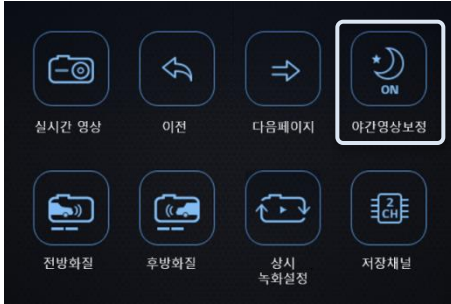 ON
실시간 영상
이전
다음페이지
야간영상보정
2
CH
전방화질
후방화질
상시
녹화설정
저장채널